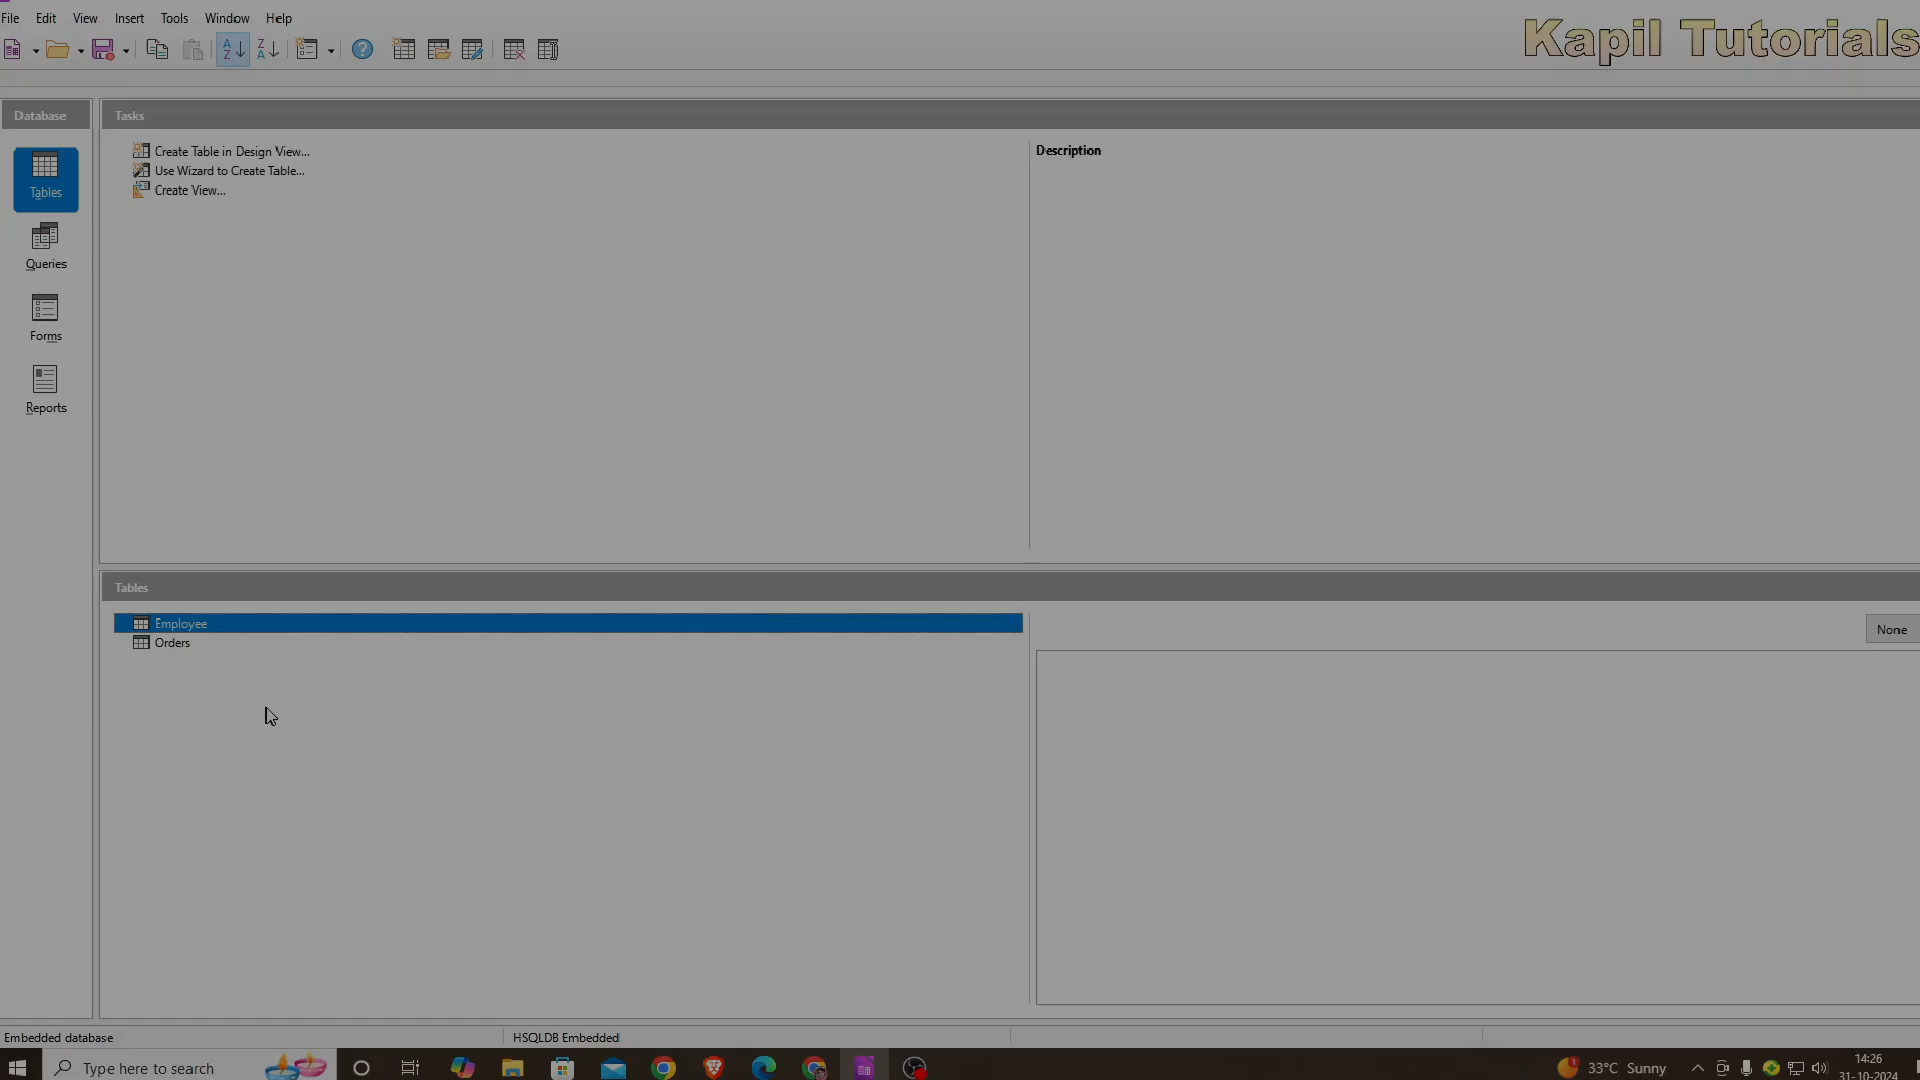 File Edit View Insert Tools Window Help
Kapil Tutorials
Database
Tasks
Create Table in Design View...
Use Wizard to Create Table...
Create View...
Description
Tables
Queries
Forms
Reports
Tables
Employee
Orders
None
Embedded database
HSQLDB Embedded
Type here to search
1
33°C Sunny
14:26
31-10-2024